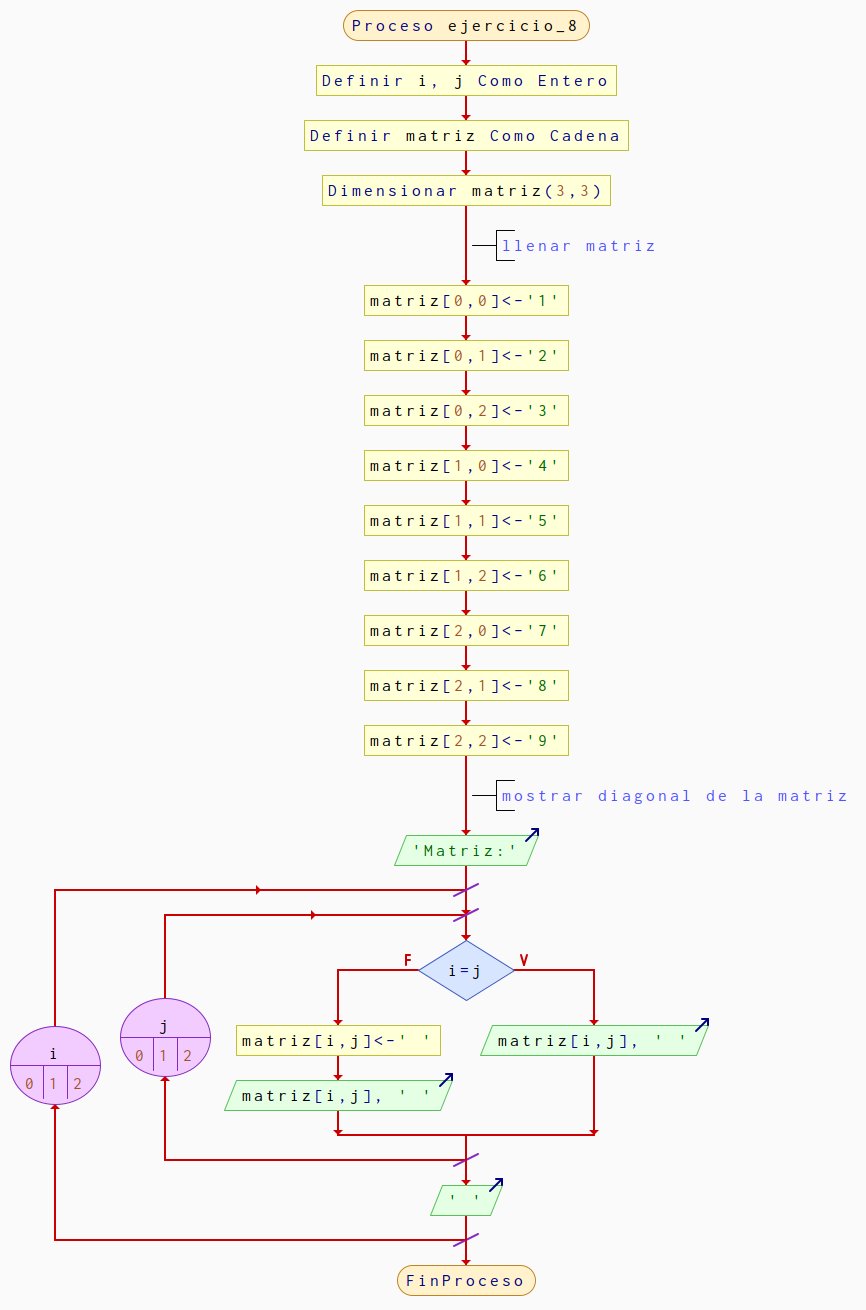 Proceso ejercicio_8
Definir i, j Como Entero
Definir matriz Como Cadena
Dimensionar matriz(3,3)
llenar matriz
matriz[0,0]<-'1'
matriz[0,1]<-'2'
matriz[0,2]<-'3'
matriz[1,0]<-'4'
matriz[1,1]<-'5'
matriz[1,2]<-'6'
matriz[2,0]<-'7'
matriz[2,1]<-'8'
matriz[2,2]<-'9'
mostrar diagonal de la matriz
'Matriz:'
F
V
i=j
j
0 1 2
i
0 1 2
matriz[i,j]<-' '
matriz[i,j], ' '
matriz[i,j], ' '
' '
FinProceso